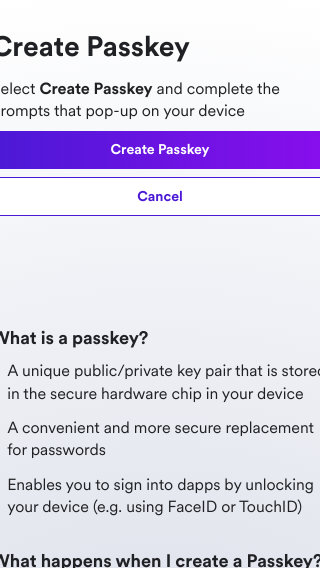 Create Passkey
elect Create Passkey and complete the
rompts that pop-up on your device
Create Passkey
Cancel
What is a passkey?
A unique public/private key pair that is stored
in the secure hardware chip in your device
A convenient and more secure replacement
for passwords
Enables you to sign into dapps by unlocking
your device (e.g. using FaceID or TouchID)
What happens when I create a Passkey?